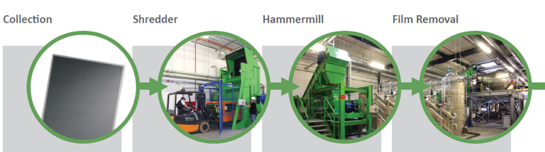 Collection
Shredder
Hammermill
Film Removal